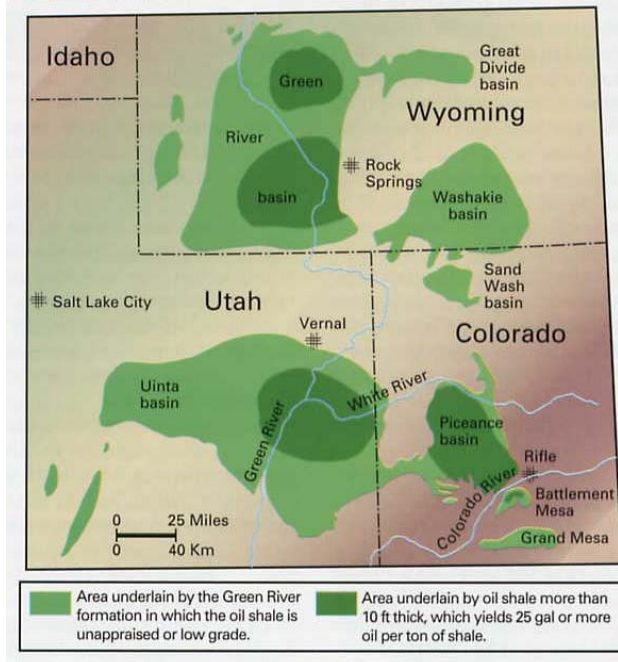 Idaho
Great
Divide
basin
Green
Wyoming
River
Rock
Springs
basin
Washakie
basin
Sand
Wash
basin
Salt Lake City
Utah
Vernal
Colorado
Uinta
basin
White River
Green River
Piceance
basin
Rifle
Colorado River
Battlement
Mesa
Grand Mesa
0 25 Miles
0 40 Km
Area underlain by the Green River
formation in which the oil shale is
unappraised or low grade.
Area underlain by oil shale more than
10 ft thick, which yields 25 gal or more
oil per ton of shale.